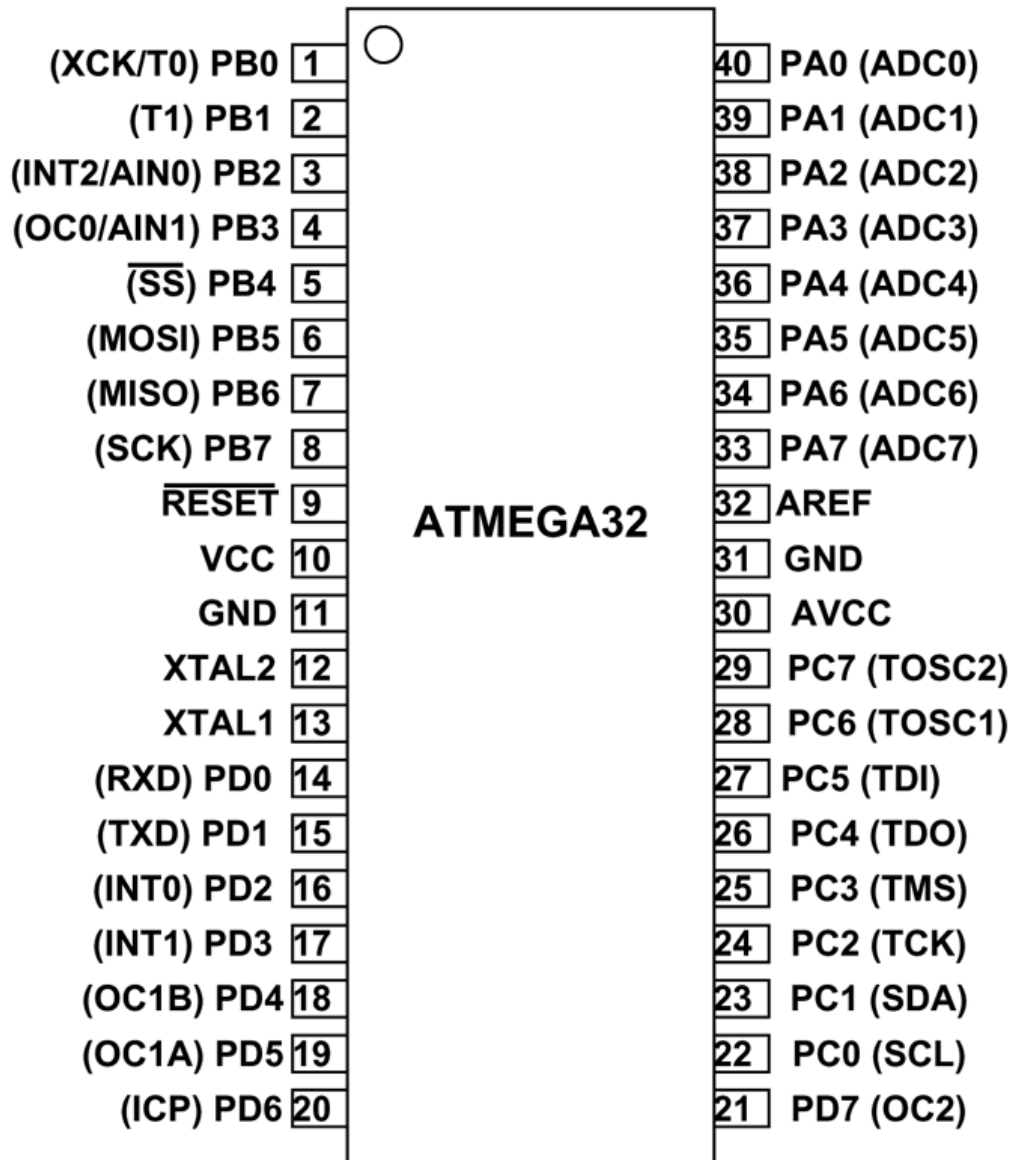 (XCK/T0) PB0 1 40 PA0 (ADC0)
(T1) PB1 2 39 PA1 (ADC1)
(INT2/AIN0) PB2 3 38 PA2 (ADC2)
(OC0/AIN1) PB3 4 37 PA3 (ADC3)
(S̅S̅) PB4 5 36 PA4 (ADC4)
(MOSI) PB5 6 35 PA5 (ADC5)
(MISO) PB6 7 34 PA6 (ADC6)
(SCK) PB7 8 33 PA7 (ADC7)
R̅E̅S̅E̅T̅ 9 32 AREF
ATMEGA32
VCC 10 31 GND
GND 11 30 AVCC
XTAL2 12 29 PC7 (TOSC2)
XTAL1 13 28 PC6 (TOSC1)
(RXD) PD0 14 27 PC5 (TDI)
(TXD) PD1 15 26 PC4 (TDO)
(INT0) PD2 16 25 PC3 (TMS)
(INT1) PD3 17 24 PC2 (TCK)
(OC1B) PD4 18 23 PC1 (SDA)
(OC1A) PD5 19 22 PC0 (SCL)
(ICP) PD6 20 21 PD7 (OC2)